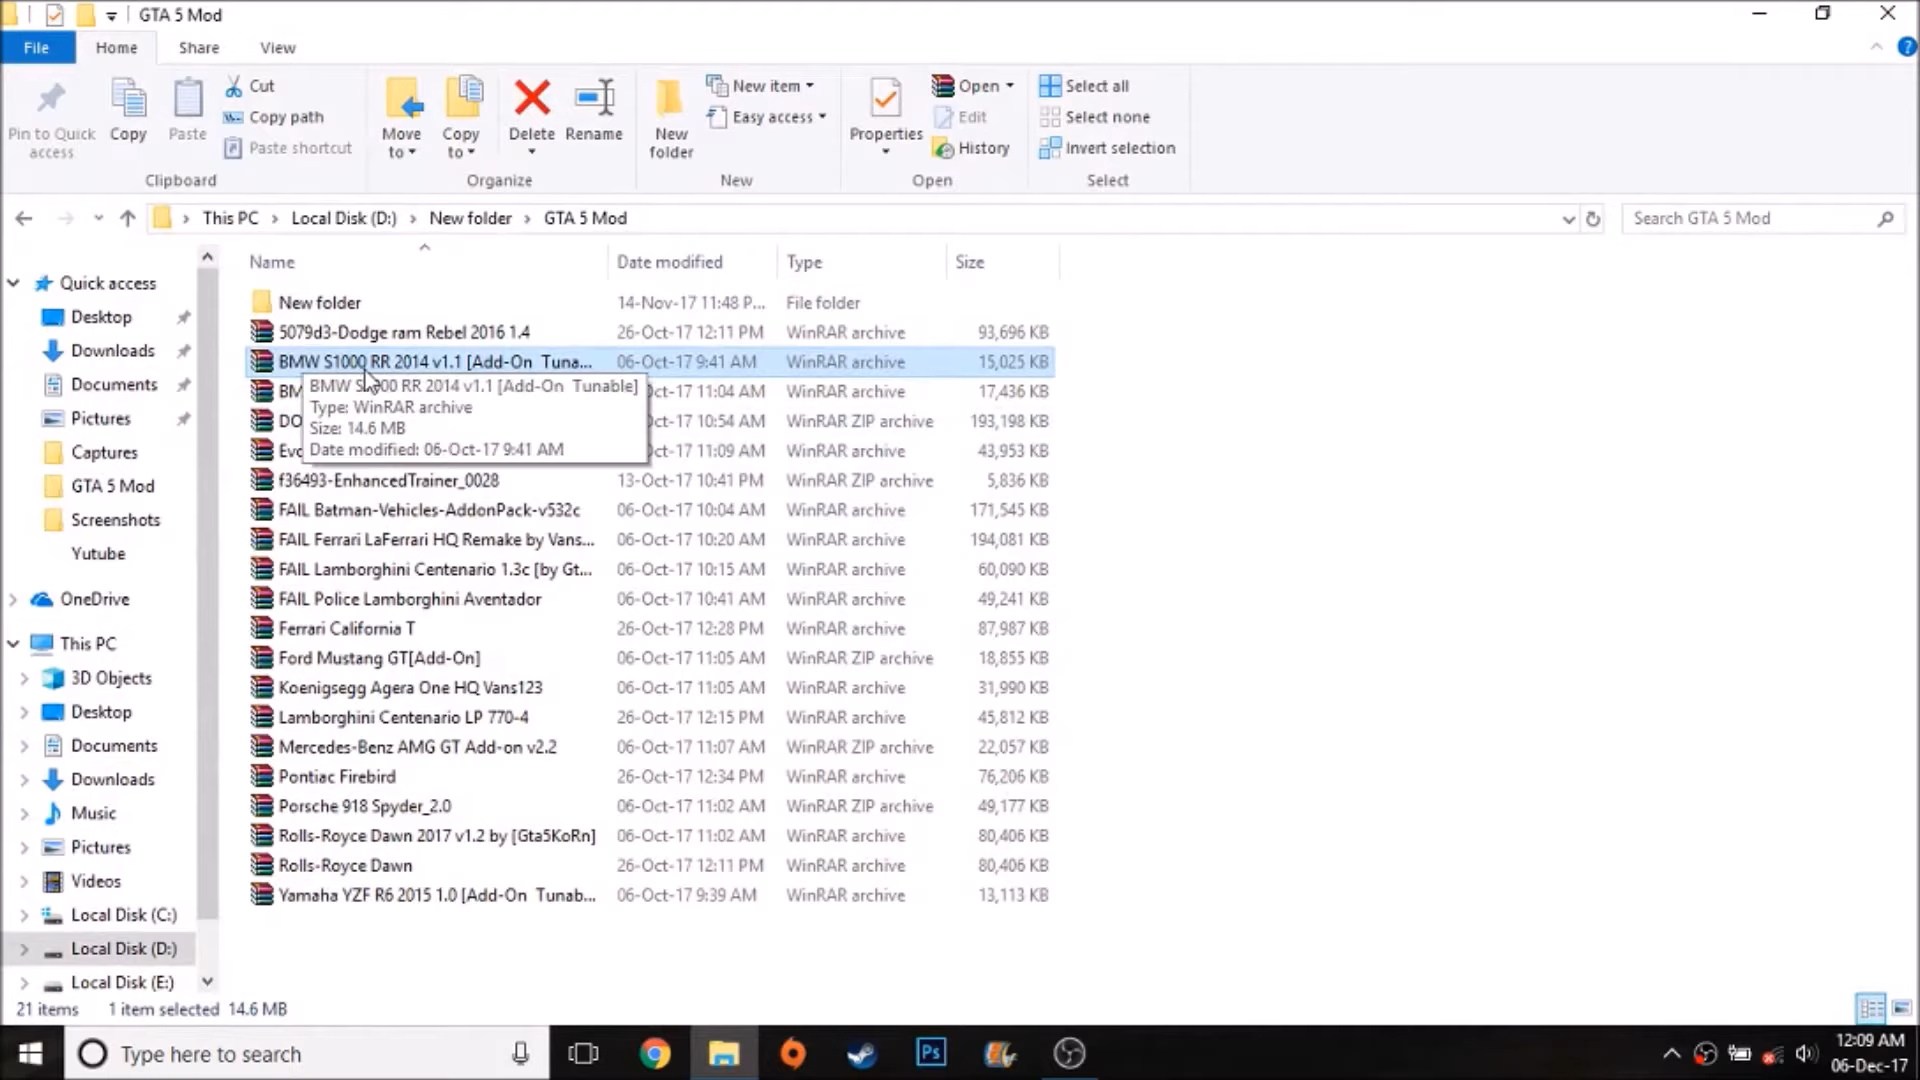 GTA 5 Mod
File Home Share View
Pin to Quick access
Copy
Paste
Cut
Copy path
Paste shortcut
Clipboard
Move to
Copy to
Delete
Rename
Organize
New folder
New item
Easy access
New
Properties
Open
Edit
History
Open
Select all
Select none
Invert selection
Select
This PC > Local Disk (D:) > New folder > GTA 5 Mod
Search GTA 5 Mod
Quick access
Desktop
Downloads
Documents
Pictures
Captures
GTA 5 Mod
Screenshots
Yutube
OneDrive
This PC
3D Objects
Desktop
Documents
Downloads
Music
Pictures
Videos
Local Disk (C:)
Local Disk (D:)
Local Disk (E:)
Name Date modified Type Size
New folder 14-Nov-17 11:48 P... File folder
5079d3-Dodge ram Rebel 2016 1.4 26-Oct-17 12:11 PM WinRAR archive 93,696 KB
BMW S1000 RR 2014 v1.1 [Add-On Tuna... 06-Oct-17 9:41 AM WinRAR archive 15,025 KB
BM ct-17 11:04 AM WinRAR archive 17,436 KB
DO ct-17 10:54 AM WinRAR ZIP archive 193,198 KB
Evo ct-17 11:09 AM WinRAR archive 43,953 KB
BMW S1000 RR 2014 v1.1 [Add-On Tunable]
Type: WinRAR archive
Size: 14.6 MB
Date modified: 06-Oct-17 9:41 AM
f36493-EnhancedTrainer_0028 13-Oct-17 10:41 PM WinRAR ZIP archive 5,836 KB
FAIL Batman-Vehicles-AddonPack-v532c 06-Oct-17 10:04 AM WinRAR archive 171,545 KB
FAIL Ferrari LaFerrari HQ Remake by Vans... 06-Oct-17 10:20 AM WinRAR archive 194,081 KB
FAIL Lamborghini Centenario 1.3c [by Gt... 06-Oct-17 10:15 AM WinRAR archive 60,090 KB
FAIL Police Lamborghini Aventador 06-Oct-17 10:41 AM WinRAR archive 49,241 KB
Ferrari California T 26-Oct-17 12:28 PM WinRAR archive 87,987 KB
Ford Mustang GT[Add-On] 06-Oct-17 11:05 AM WinRAR ZIP archive 18,855 KB
Koenigsegg Agera One HQ Vans123 06-Oct-17 11:05 AM WinRAR archive 31,990 KB
Lamborghini Centenario LP 770-4 26-Oct-17 12:15 PM WinRAR archive 45,812 KB
Mercedes-Benz AMG GT Add-on v2.2 06-Oct-17 11:07 AM WinRAR ZIP archive 22,057 KB
Pontiac Firebird 26-Oct-17 12:34 PM WinRAR archive 76,206 KB
Porsche 918 Spyder_2.0 06-Oct-17 11:02 AM WinRAR ZIP archive 49,177 KB
Rolls-Royce Dawn 2017 v1.2 by [Gta5KoRn] 06-Oct-17 11:02 AM WinRAR archive 80,406 KB
Rolls-Royce Dawn 26-Oct-17 12:11 PM WinRAR archive 80,406 KB
Yamaha YZF R6 2015 1.0 [Add-On Tunab... 06-Oct-17 9:39 AM WinRAR archive 13,113 KB
21 items 1 item selected 14.6 MB
Type here to search
Ps
12:09 AM
06-Dec-17